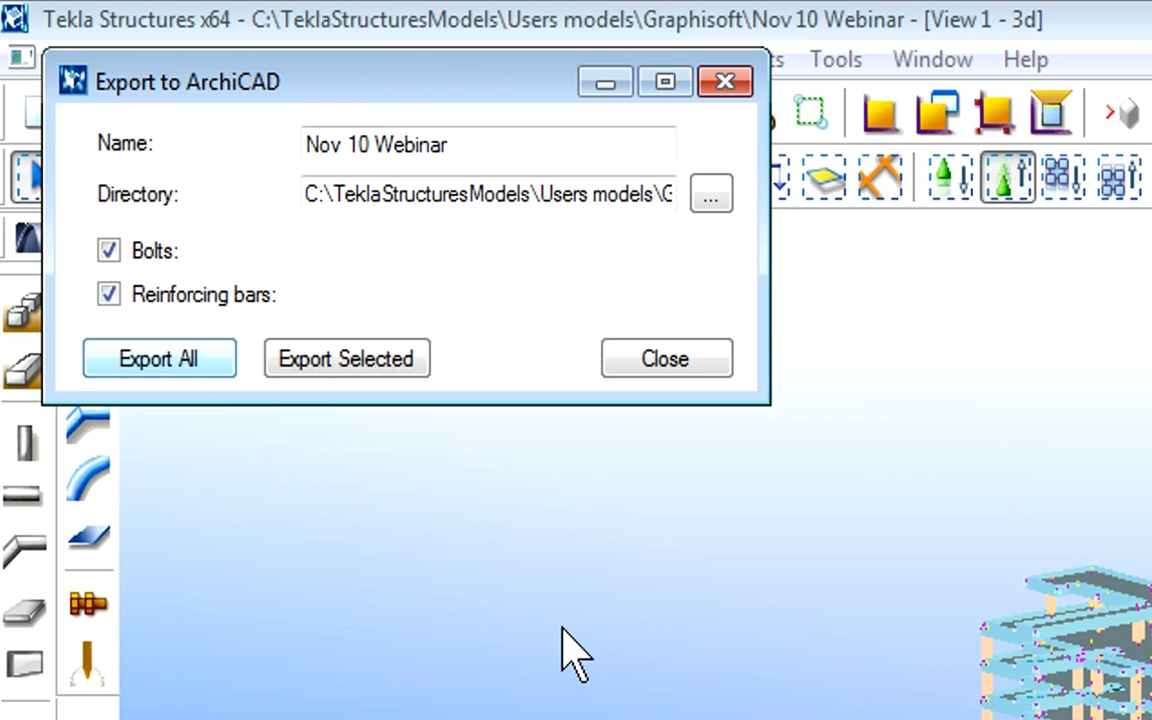 Tekla Structures x64 - C:\TeklaStructuresModels\Users models\Graphisoft\Nov 10 Webinar - [View 1 - 3d]
Tools Window Help
Export to ArchiCAD
Name: Nov 10 Webinar
Directory: C:\TeklaStructuresModels\Users models\G ...
Bolts:
Reinforcing bars:
Export All Export Selected Close